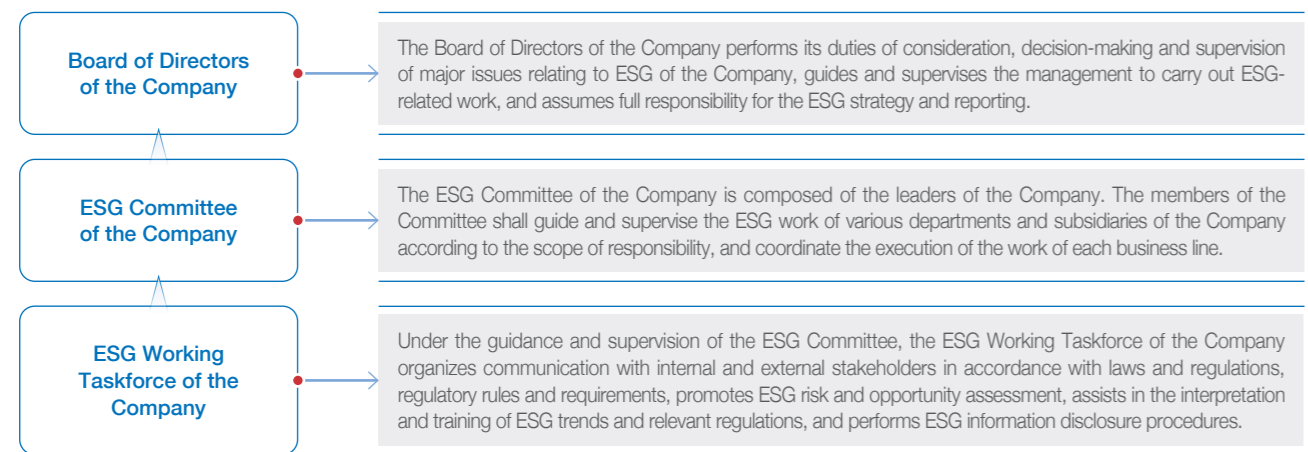 Board of Directors
of the Company
The Board of Directors of the Company performs its duties of consideration, decision-making and supervision
of major issues relating to ESG of the Company, guides and supervises the management to carry out ESG-
related work, and assumes full responsibility for the ESG strategy and reporting.
ESG Committee
of the Company
The ESG Committee of the Company is composed of the leaders of the Company. The members of the
Committee shall guide and supervise the ESG work of various departments and subsidiaries of the Company
according to the scope of responsibility, and coordinate the execution of the work of each business line.
ESG Working
Taskforce of the
Company
Under the guidance and supervision of the ESG Committee, the ESG Working Taskforce of the Company
organizes communication with internal and external stakeholders in accordance with laws and regulations,
regulatory rules and requirements, promotes ESG risk and opportunity assessment, assists in the interpretation
and training of ESG trends and relevant regulations, and performs ESG information disclosure procedures.